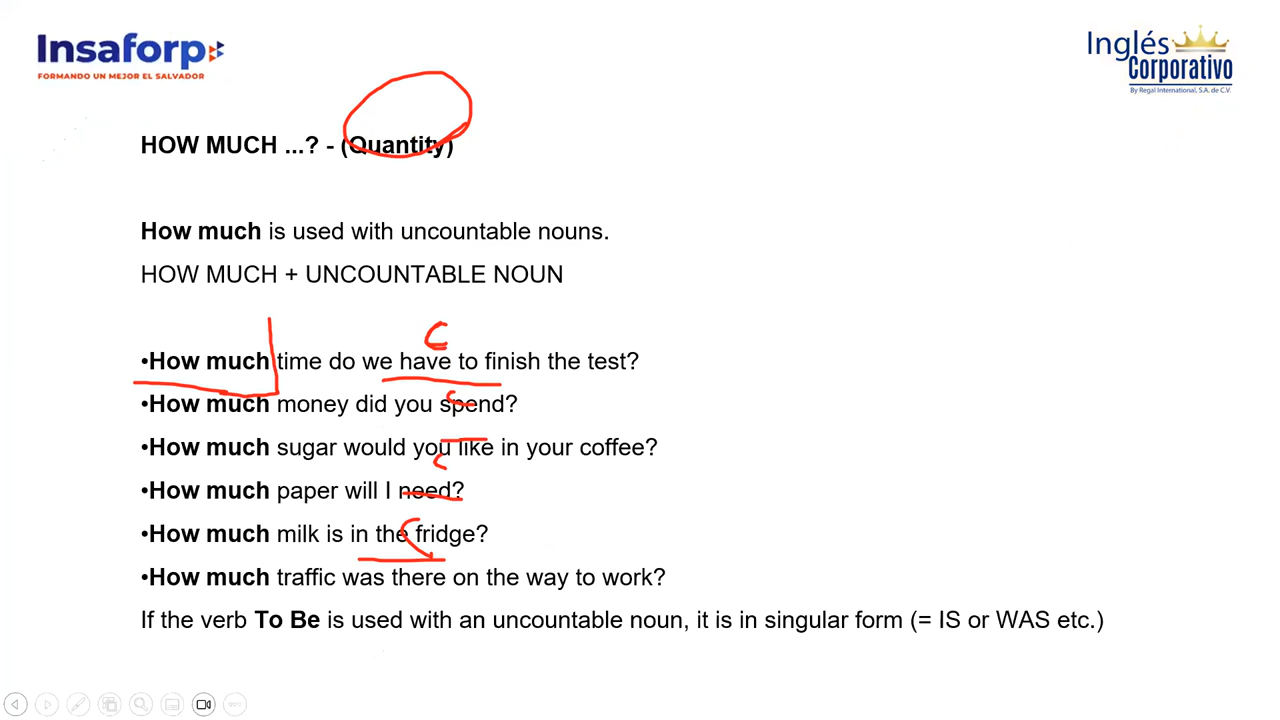 Insaforp
FORMANDO UN MEJOR EL SALVADOR
Inglés
Corporativo
By Regal International, S.A. de C.V.
HOW MUCH ...? - (Quantity)
How much is used with uncountable nouns.
HOW MUCH + UNCOUNTABLE NOUN
•How much time do we have to finish the test?
•How much money did you spend?
•How much sugar would you like in your coffee?
•How much paper will I need?
•How much milk is in the fridge?
•How much traffic was there on the way to work?
If the verb To Be is used with an uncountable noun, it is in singular form (= IS or WAS etc.)